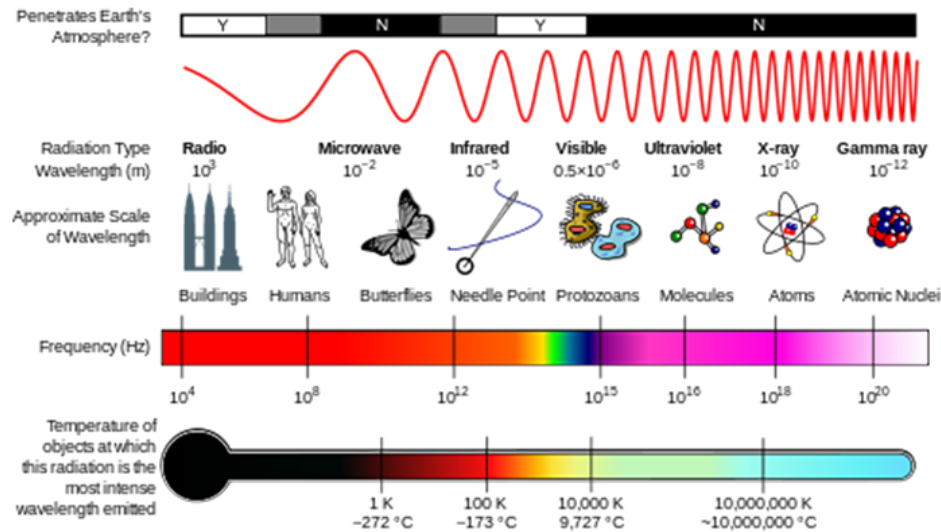 Penetrates Earth's
Atmosphere?
Y N Y N
Radiation Type
Wavelength (m)
Radio Microwave Infrared Visible Ultraviolet X-ray Gamma ray
10³ 10⁻² 10⁻⁵ 0.5×10⁻⁶ 10⁻⁸ 10⁻¹⁰ 10⁻¹²
Approximate Scale
of Wavelength
Buildings Humans Butterflies Needle Point Protozoans Molecules Atoms Atomic Nuclei
Frequency (Hz)
10⁴ 10⁸ 10¹² 10¹⁵ 10¹⁶ 10¹⁸ 10²⁰
Temperature of
objects at which
this radiation is the
most intense
wavelength emitted
1 K 100 K 10,000 K 10,000,000 K
−272 °C −173 °C 9,727 °C ~10,000,000 °C